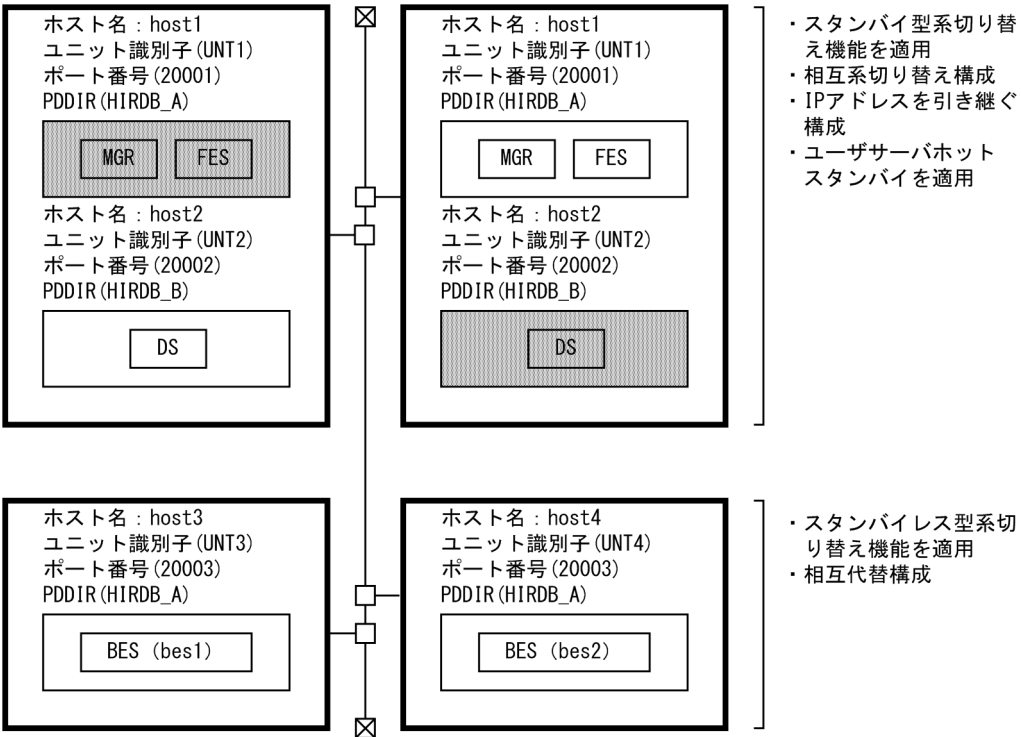 ホスト名：host1
ユニット識別子(UNT1)
ポート番号(20001)
PDDIR(HIRDB_A)
MGR
FES
ホスト名：host2
ユニット識別子(UNT2)
ポート番号(20002)
PDDIR(HIRDB_B)
DS
ホスト名：host1
ユニット識別子(UNT1)
ポート番号(20001)
PDDIR(HIRDB_A)
MGR
FES
ホスト名：host2
ユニット識別子(UNT2)
ポート番号(20002)
PDDIR(HIRDB_B)
DS
・スタンバイ型系切り替
え機能を適用
・相互系切り替え構成
・IPアドレスを引き継ぐ
構成
・ユーザサーバホット
スタンバイを適用
ホスト名：host3
ユニット識別子(UNT3)
ポート番号(20003)
PDDIR(HIRDB_A)
BES (bes1)
ホスト名：host4
ユニット識別子(UNT4)
ポート番号(20003)
PDDIR(HIRDB_A)
BES (bes2)
・スタンバイレス型系切
り替え機能を適用
・相互代替構成